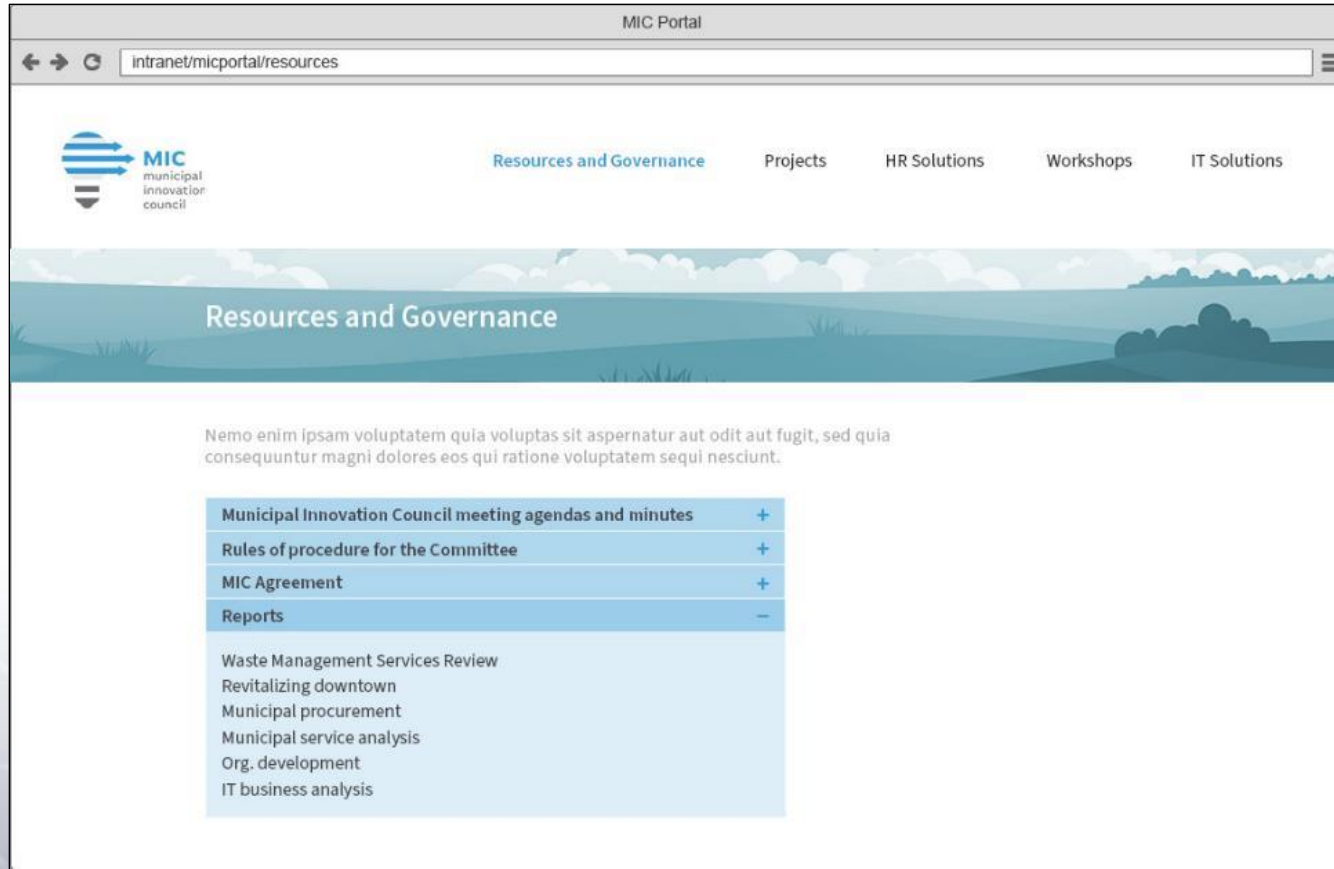 MIC Portal
intranet/micportal/resources
MIC
municipal
innovation
council
Resources and Governance Projects HR Solutions Workshops IT Solutions
Resources and Governance
Nemo enim ipsam voluptatem quia voluptas sit aspernatur aut odit aut fugit, sed quia
consequuntur magni dolores eos qui ratione voluptatem sequi nesciunt.
Municipal Innovation Council meeting agendas and minutes +
Rules of procedure for the Committee +
MIC Agreement +
Reports −
Waste Management Services Review
Revitalizing downtown
Municipal procurement
Municipal service analysis
Org. development
IT business analysis